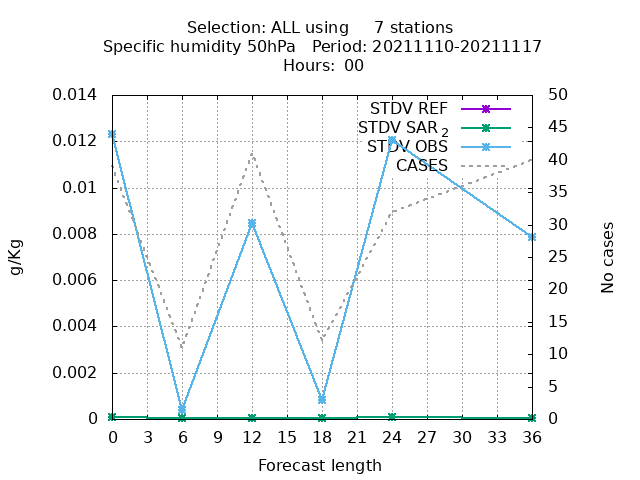 Selection: ALL using     7 stations
Specific humidity 50hPa   Period: 20211110-20211117
Hours: 00
STDV REF
STDV SAR 2
STDV OBS
CASES
0.014
0.012
0.01
0.008
0.006
0.004
0.002
0
50
45
40
35
30
25
20
15
10
5
0
g/Kg
No cases
0 3 6 9 12 15 18 21 24 27 30 33 36
Forecast length